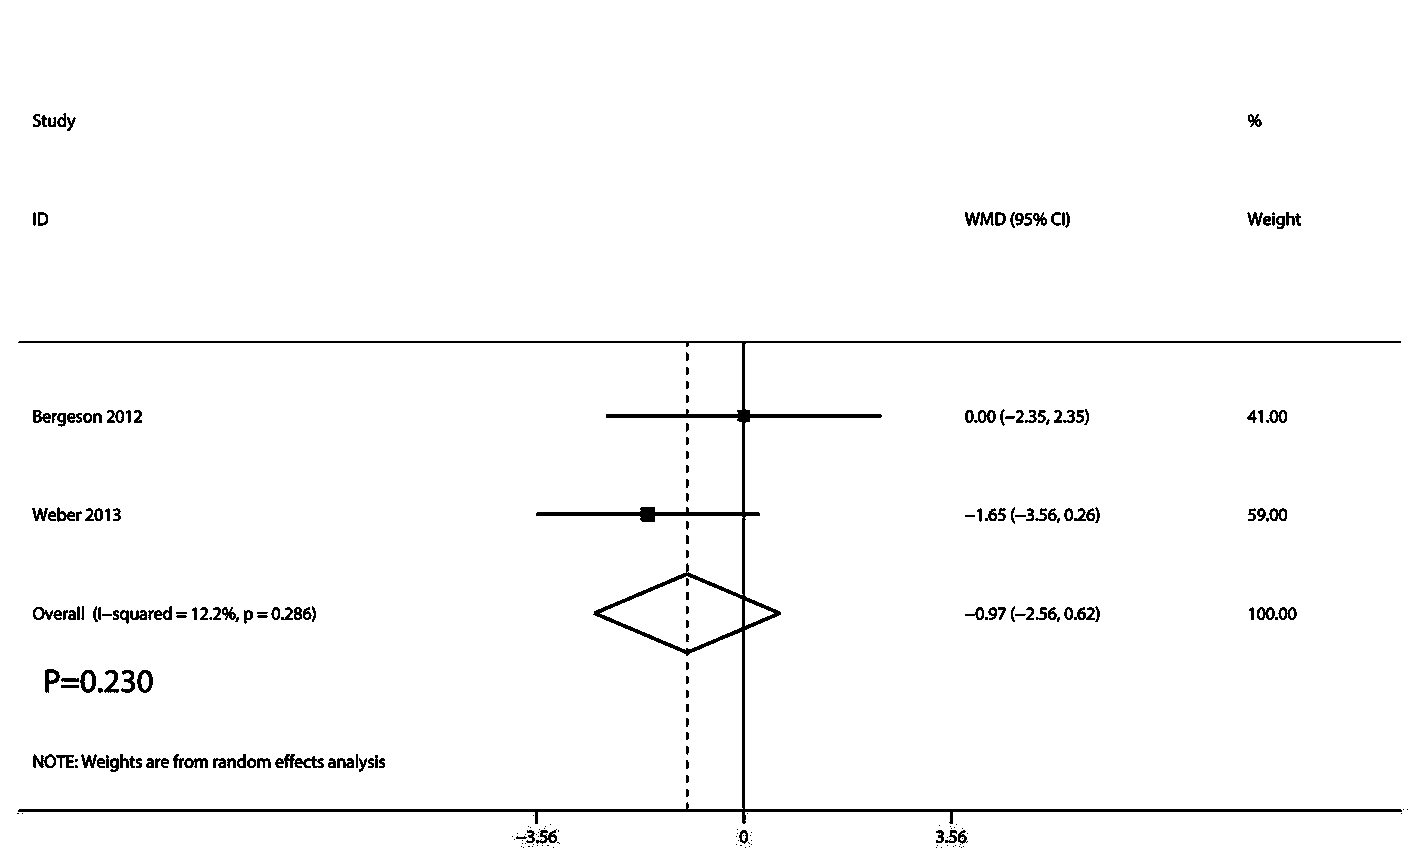 Study %
ID WMD (95% CI) Weight
Bergeson 2012 0.00 (−2.35, 2.35) 41.00
Weber 2013 −1.65 (−3.56, 0.26) 59.00
Overall (I−squared = 12.2%, p = 0.286) −0.97 (−2.56, 0.62) 100.00
P=0.230
NOTE: Weights are from random effects analysis
−3.56 0 3.56